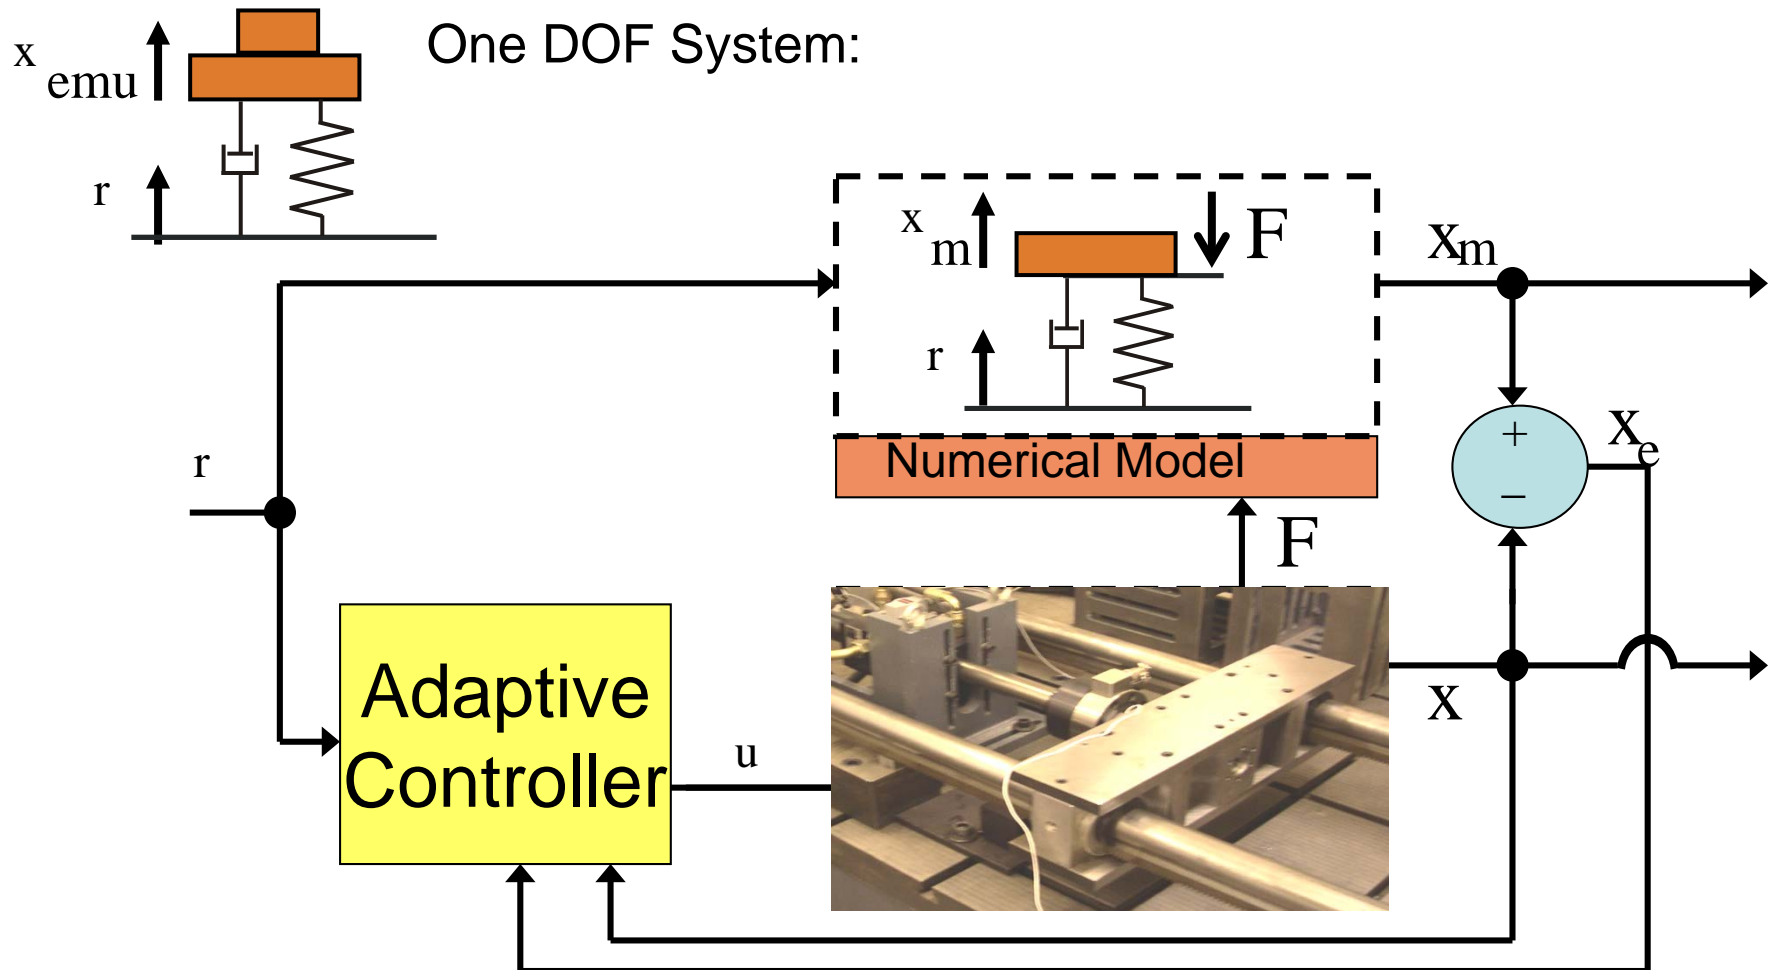 One DOF System:
x emu
r
x m
F
r
x m
Numerical Model
+
x e
r
−
F
Adaptive
Controller
u
x